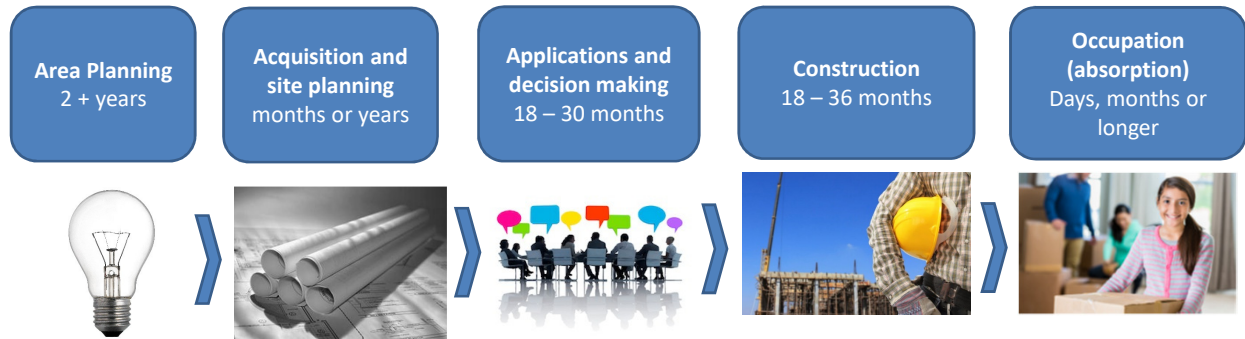 Area Planning
2 + years
Acquisition and
site planning
months or years
Applications and
decision making
18 – 30 months
Construction
18 – 36 months
Occupation
(absorption)
Days, months or
longer